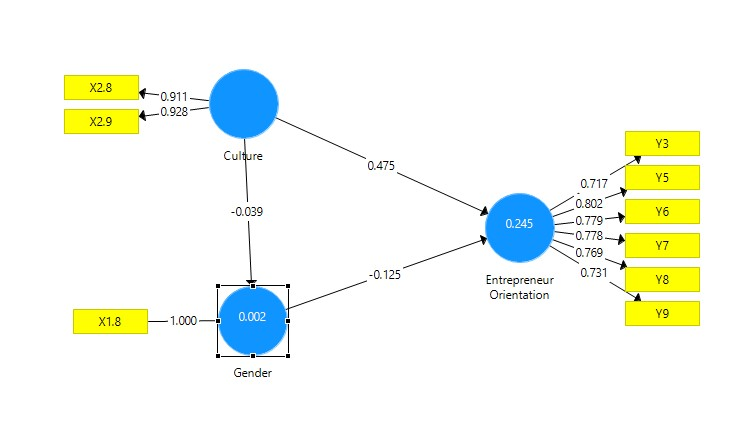 X2.8
0.911
0.928
X2.9
Culture
0.475
-0.039
Y3
Y5
Y6
Y7
Y8
Y9
0.717
0.802
0.779
0.778
0.769
0.731
0.245
Entrepreneur
Orientation
-0.125
X1.8
1.000
0.002
Gender